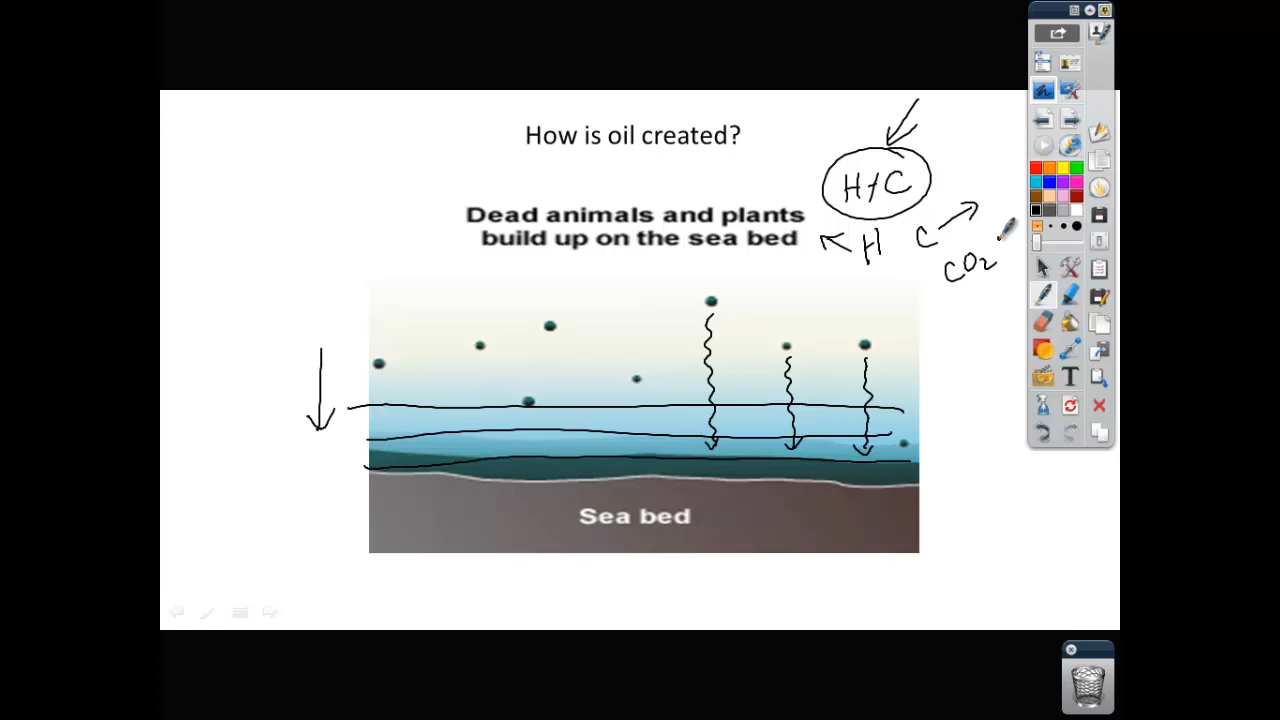 How is oil created?
H/C
Dead animals and plants
build up on the sea bed
H C
CO2
Sea bed
T